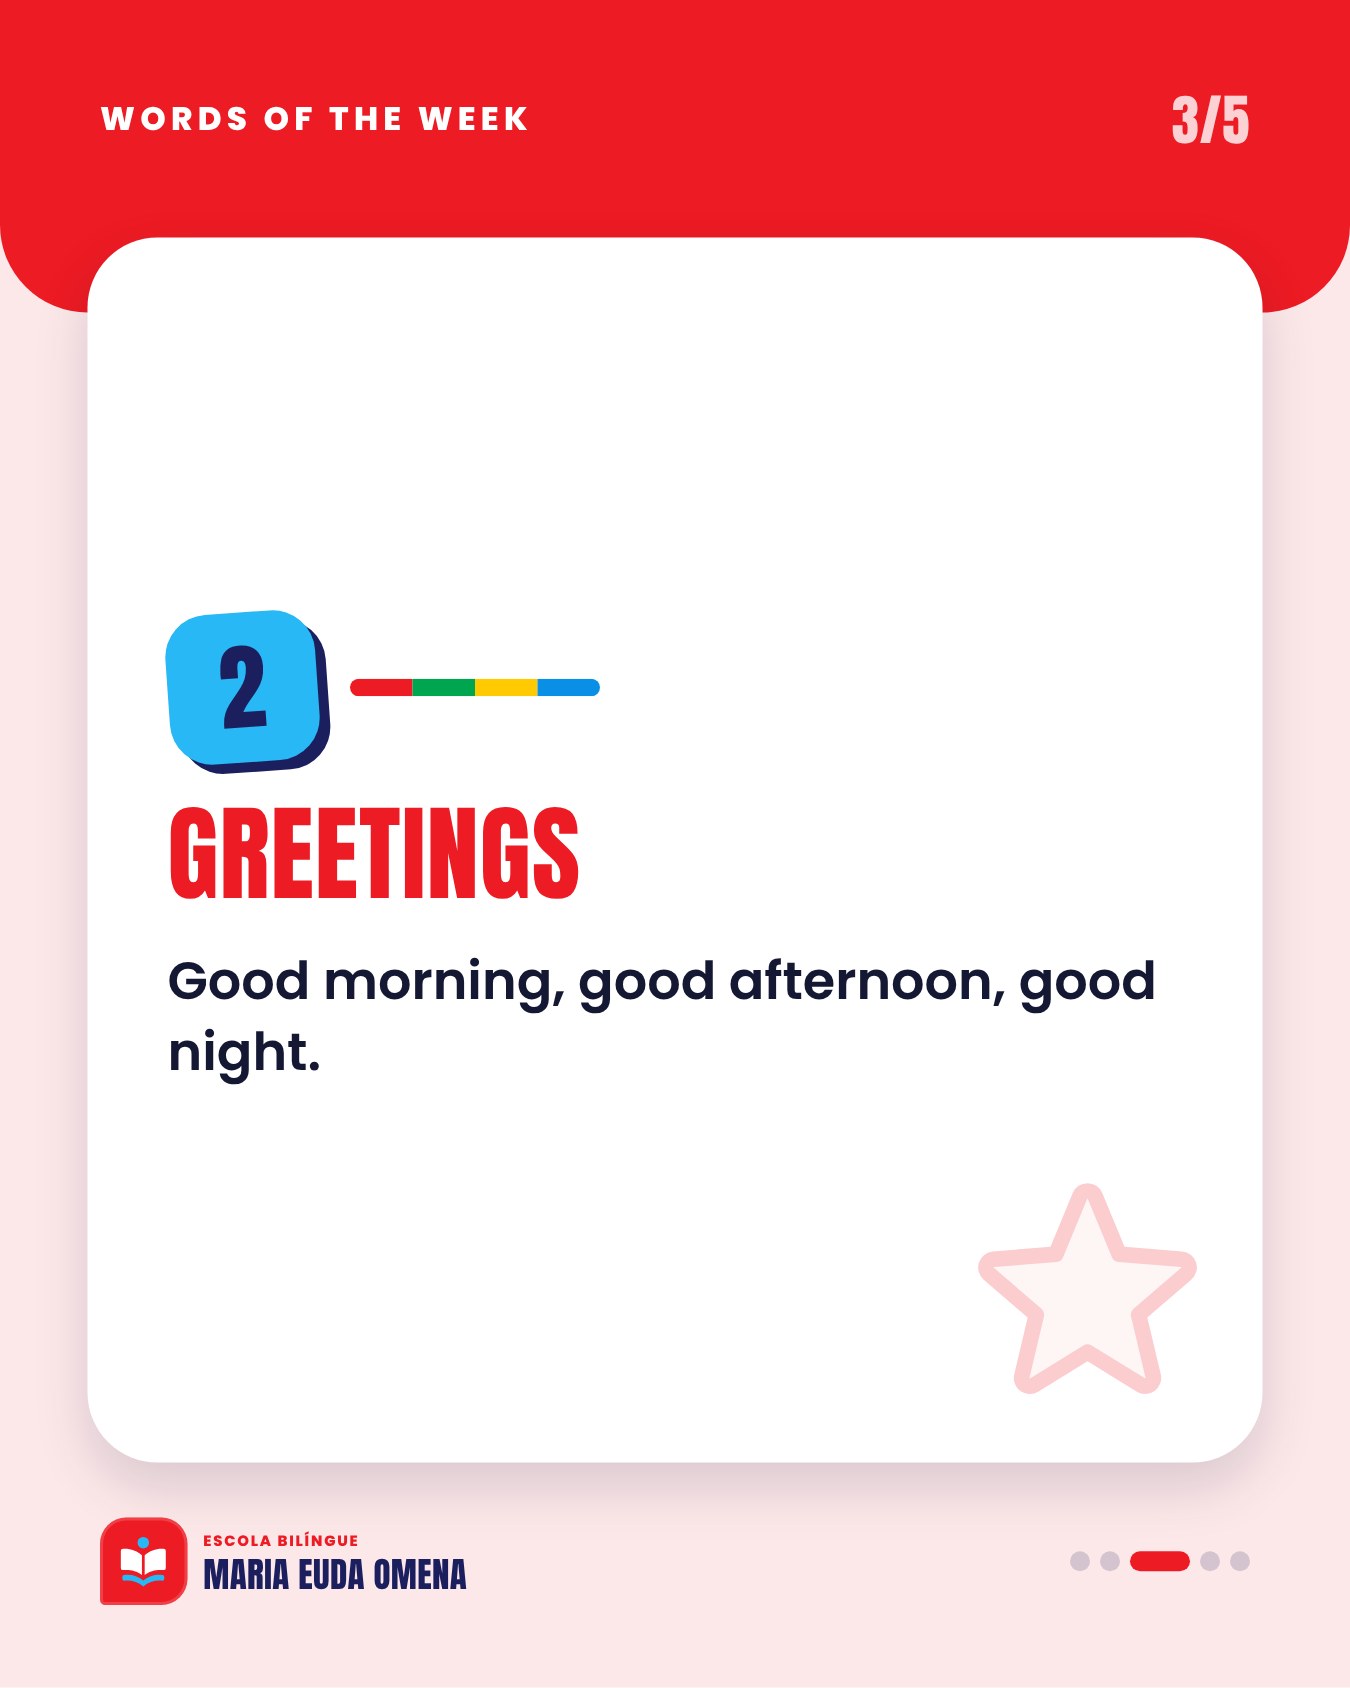 WORDS OF THE WEEK
3/5
2
GREETINGS
Good morning, good afternoon, good
night.
ESCOLA BILÍNGUE
MARIA EUDA OMENA